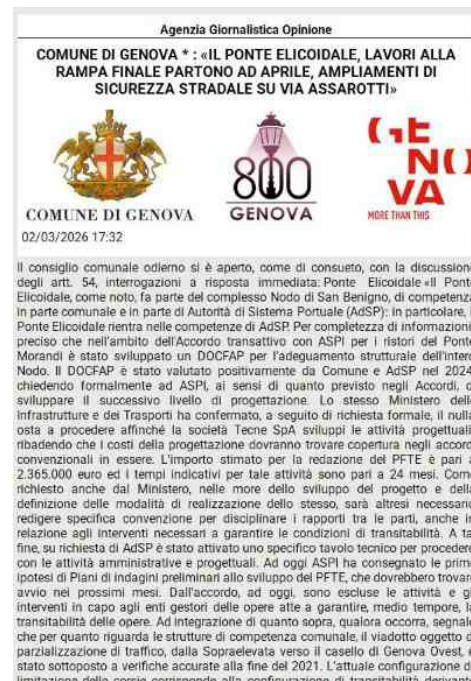 Agenzia Giornalistica Opinione
COMUNE DI GENOVA * : «IL PONTE ELICOIDALE, LAVORI ALLA
RAMPA FINALE PARTONO AD APRILE, AMPLIAMENTI DI
SICUREZZA STRADALE SU VIA ASSAROTTI»
COMUNE DI GENOVA
800
GENOVA
GE
NO
VA
MORE THAN THIS
02/03/2026 17:32
Il consiglio comunale odierno si è aperto, come di consueto, con la discussione
degli artt. 54, interrogazioni a risposta immediata: Ponte Elicoidale «Il Ponte
Elicoidale, come noto, fa parte del complesso Nodo di San Benigno, di competenza
in parte comunale e in parte di Autorità di Sistema Portuale (AdSP): in particolare, i
Ponte Elicoidale rientra nelle competenze di AdSP. Per completezza di informazioni
preciso che nell'ambito dell'Accordo transattivo con ASPI per i ristori del Ponte
Morandi è stato sviluppato un DOCFAP per l'adeguamento strutturale dell'intero
Nodo. Il DOCFAP è stato valutato positivamente da Comune e AdSP nel 2024
chiedendo formalmente ad ASPI, ai sensi di quanto previsto negli Accordi, d
sviluppare il successivo livello di progettazione. Lo stesso Ministero delle
Infrastrutture e dei Trasporti ha confermato, a seguito di richiesta formale, il nulla
osta a procedere affinché la società Tecne SpA sviluppi le attività progettuali
ribadendo che i costi della progettazione dovranno trovare copertura negli accord
convenzionali in essere. L'importo stimato per la redazione del PFTE è pari a
2.365.000 euro ed i tempi indicativi per tale attività sono pari a 24 mesi. Come
richiesto anche dal Ministero, nelle more dello sviluppo del progetto e della
definizione delle modalità di realizzazione dello stesso, sarà altresì necessario
redigere specifica convenzione per disciplinare i rapporti tra le parti, anche in
relazione agli interventi necessari a garantire le condizioni di transitabilità. A ta
fine, su richiesta di AdSP è stato attivato uno specifico tavolo tecnico per procedere
con le attività amministrative e progettuali. Ad oggi ASPI ha consegnato le prime
ipotesi di Piani di indagini preliminari allo sviluppo del PFTE, che dovrebbero trovare
avvio nei prossimi mesi. Dall'accordo, ad oggi, sono escluse le attività e gli
interventi in capo agli enti gestori delle opere atte a garantire, medio tempore, la
transitabilità delle opere. Ad integrazione di quanto sopra, qualora occorra, segnalo
che per quanto riguarda le strutture di competenza comunale, il viadotto oggetto d
parzializzazione di traffico, dalla Sopraelevata verso il casello di Genova Ovest, è
stato sottoposto a verifiche accurate alla fine del 2021. L'attuale configurazione d
limitazione delle corsie corrisponde alla configurazione di transitabilità derivante